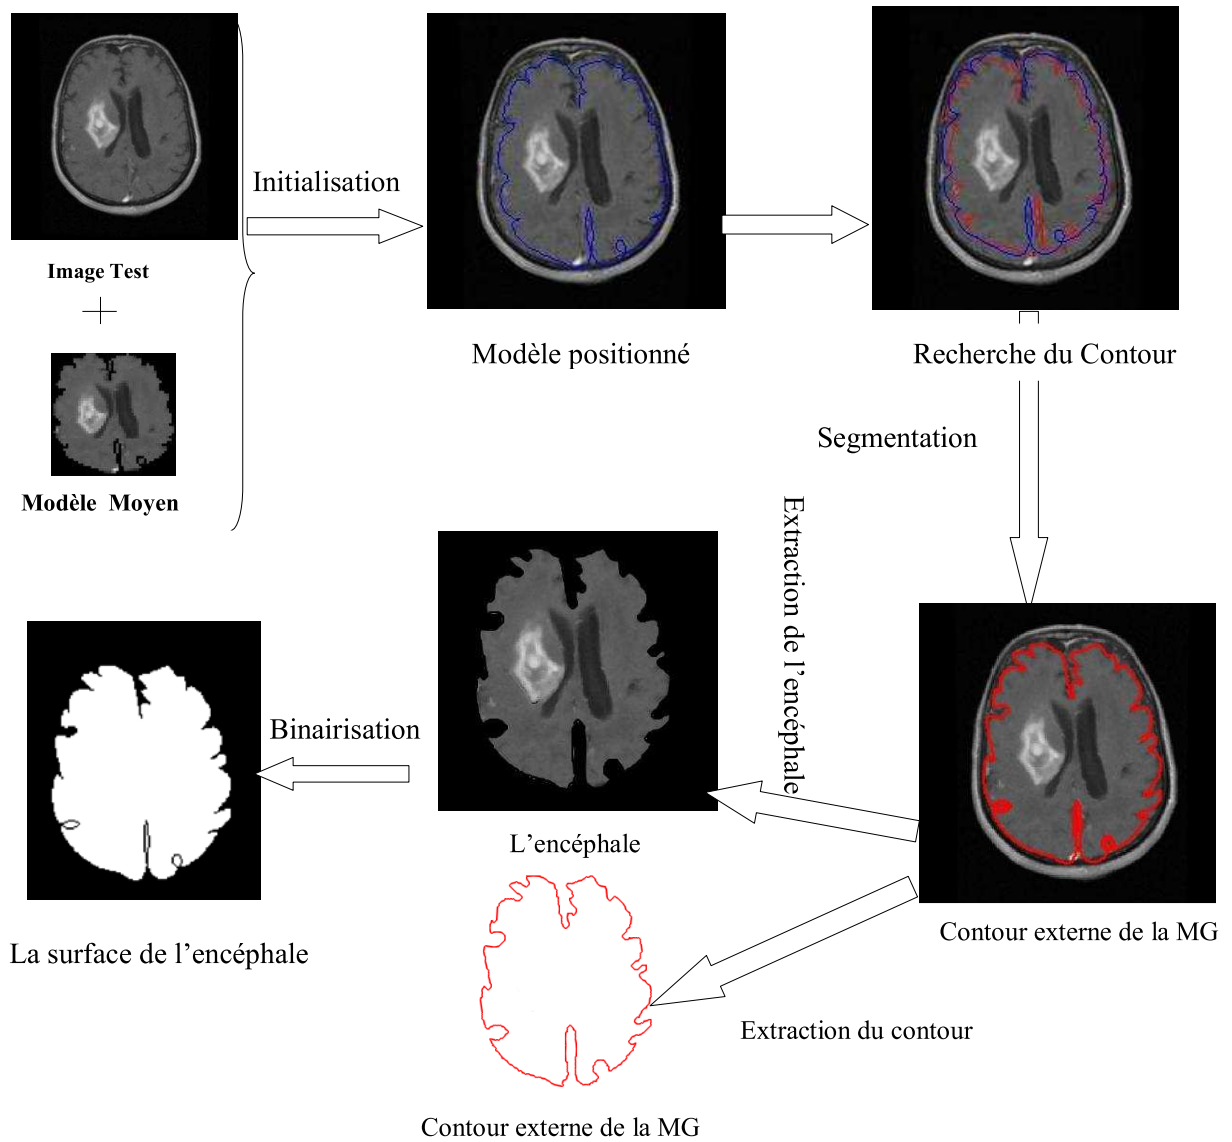 Initialisation
Image Test
Modèle Moyen
Modèle positionné
Recherche du Contour
Segmentation
Extraction de l’encéphale
Binairisation
L’encéphale
La surface de l’encéphale
Contour externe de la MG
Extraction du contour
Contour externe de la MG